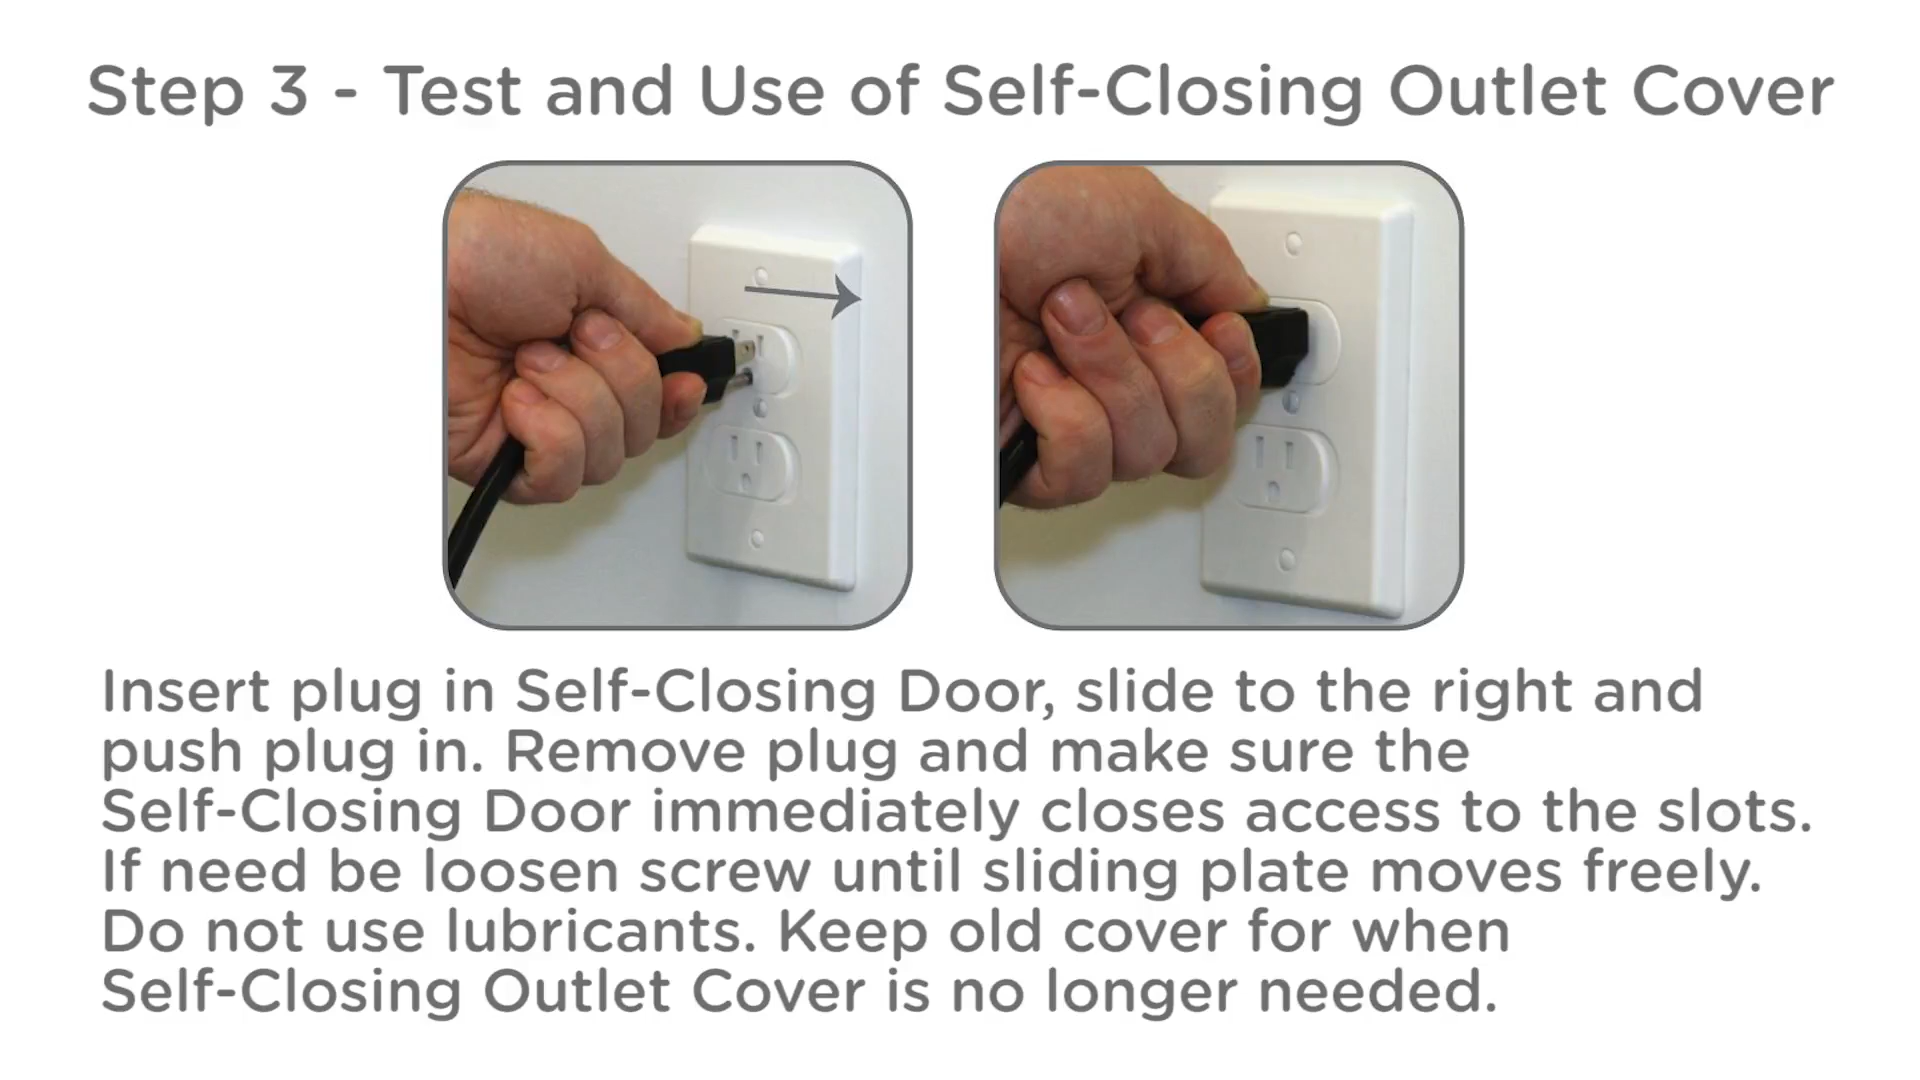 Step 3 - Test and Use of Self-Closing Outlet Cover
Insert plug in Self-Closing Door, slide to the right and
push plug in. Remove plug and make sure the
Self-Closing Door immediately closes access to the slots.
If need be loosen screw until sliding plate moves freely.
Do not use lubricants. Keep old cover for when
Self-Closing Outlet Cover is no longer needed.